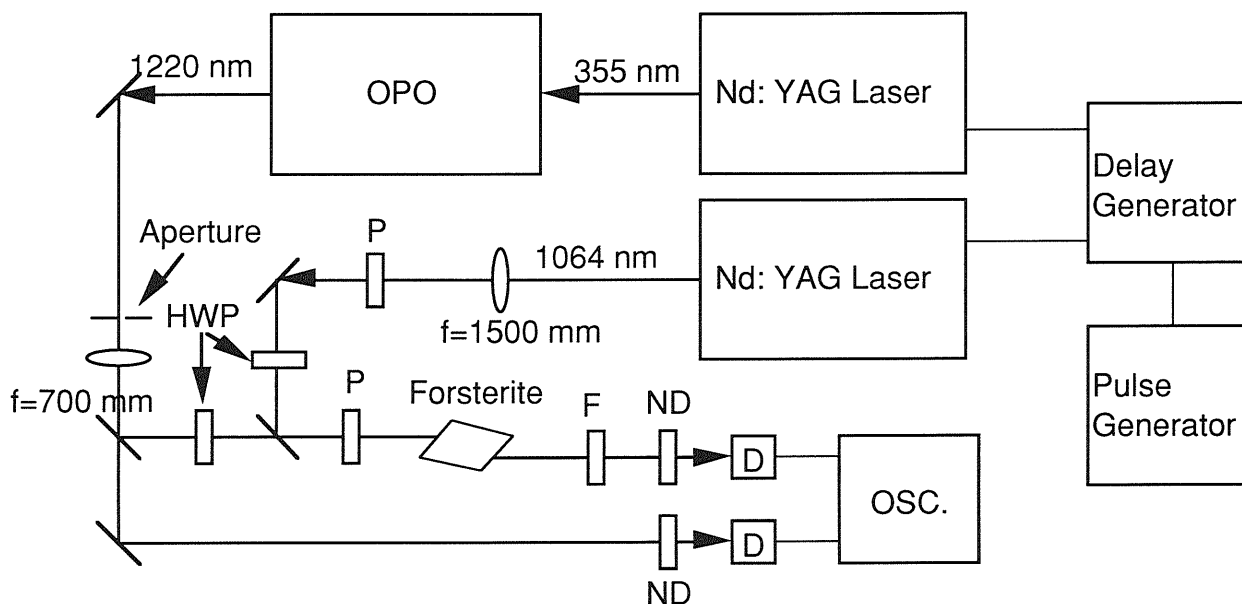 1220 nm
OPO
355 nm
Nd: YAG Laser
Delay
Generator
Aperture
P
1064 nm
Nd: YAG Laser
HWP
f=1500 mm
f=700 mm
P
Forsterite
F
ND
D
OSC.
Pulse
Generator
D
ND